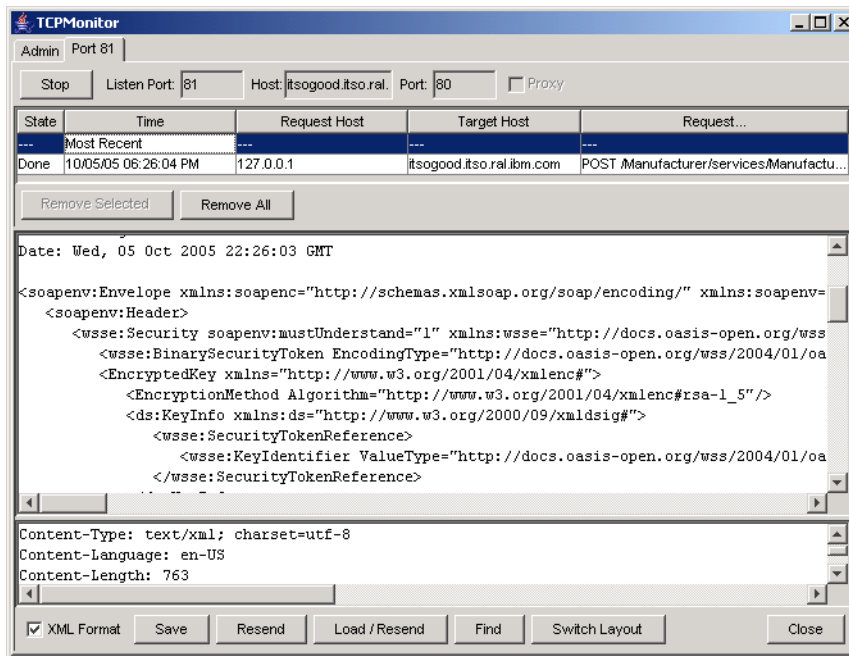 TCPMonitor
Admin Port 81
Stop Listen Port: 81 Host: itsogood.itso.ral. Port: 80 Proxy
State Time Request Host Target Host Request...
--- Most Recent --- --- ---
Done 10/05/05 06:26:04 PM 127.0.0.1 itsogood.itso.ral.ibm.com POST /Manufacturer/services/Manufactu...
Remove Selected Remove All
Date: Wed, 05 Oct 2005 22:26:03 GMT
<soapenv:Envelope xmlns:soapenc="http://schemas.xmlsoap.org/soap/encoding/" xmlns:soapenv=
<soapenv:Header>
<wsse:Security soapenv:mustUnderstand="1" xmlns:wsse="http://docs.oasis-open.org/wss
<wsse:BinarySecurityToken EncodingType="http://docs.oasis-open.org/wss/2004/01/oa
<EncryptedKey xmlns="http://www.w3.org/2001/04/xmlenc#">
<EncryptionMethod Algorithm="http://www.w3.org/2001/04/xmlenc#rsa-1_5"/>
<ds:KeyInfo xmlns:ds="http://www.w3.org/2000/09/xmldsig#">
<wsse:SecurityTokenReference>
<wsse:KeyIdentifier ValueType="http://docs.oasis-open.org/wss/2004/01/oa
</wsse:SecurityTokenReference>
Content-Type: text/xml; charset=utf-8
Content-Language: en-US
Content-Length: 763
XML Format Save Resend Load / Resend Find Switch Layout Close